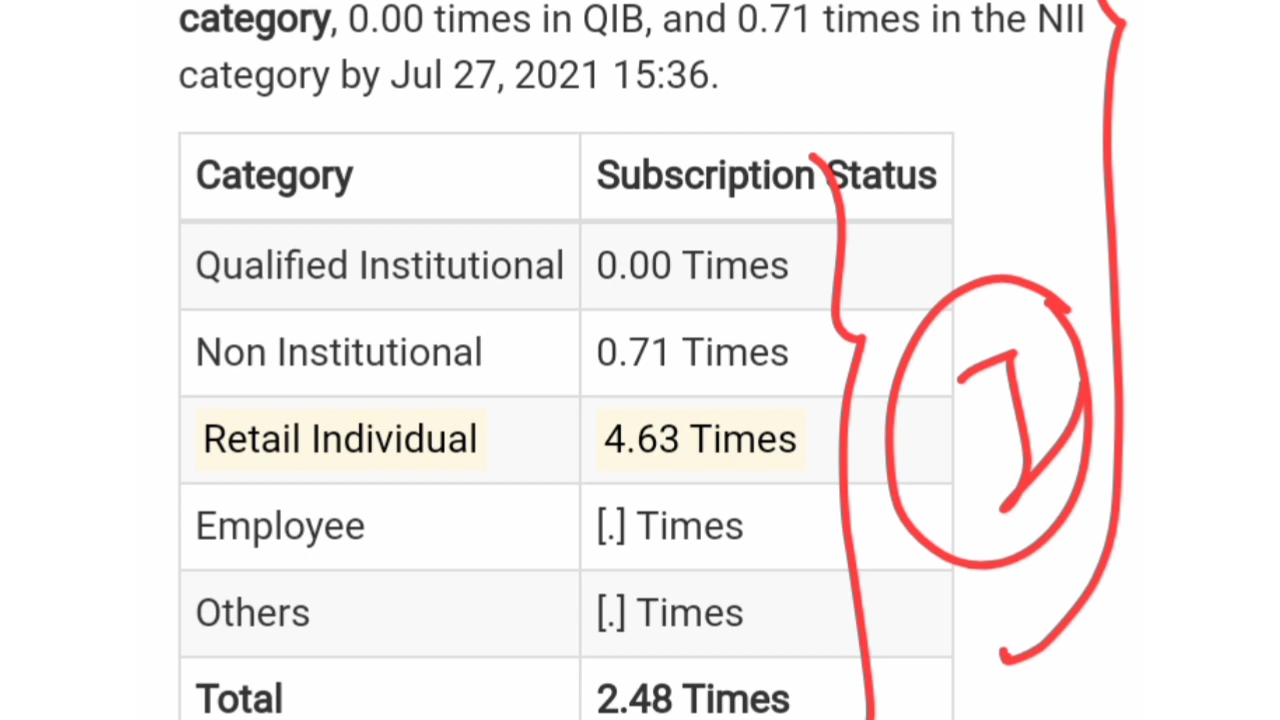 category, 0.00 times in QIB, and 0.71 times in the NII
category by Jul 27, 2021 15:36.
Category Subscription Status
Qualified Institutional 0.00 Times
Non Institutional 0.71 Times
Retail Individual 4.63 Times
Employee [.] Times
Others [.] Times
Total 2.48 Times